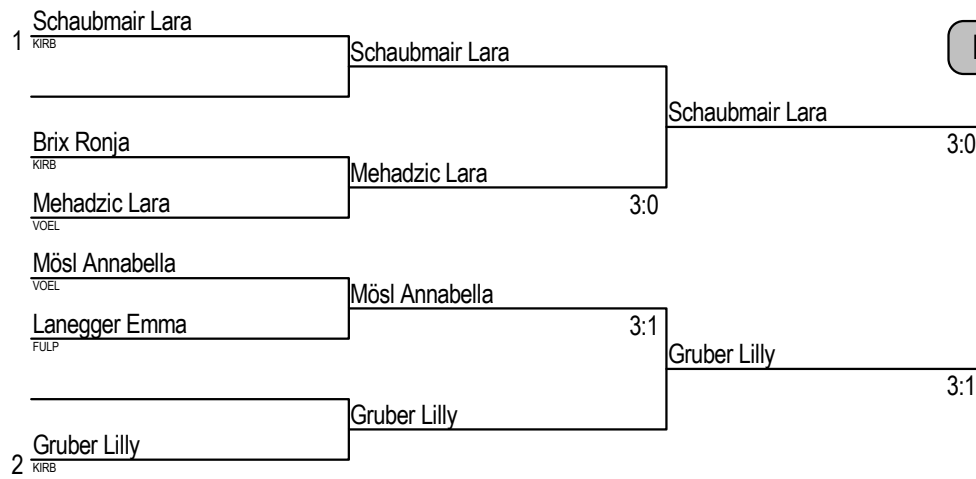 Schaubmair Lara
1 KIRB
Schaubmair Lara
Schaubmair Lara
3:0
Brix Ronja
KIRB
Mehadzic Lara
3:0
Mehadzic Lara
VOEL
Mösl Annabella
VOEL
Mösl Annabella
3:1
Lanegger Emma
FULP
Gruber Lilly
3:1
Gruber Lilly
Gruber Lilly
2 KIRB